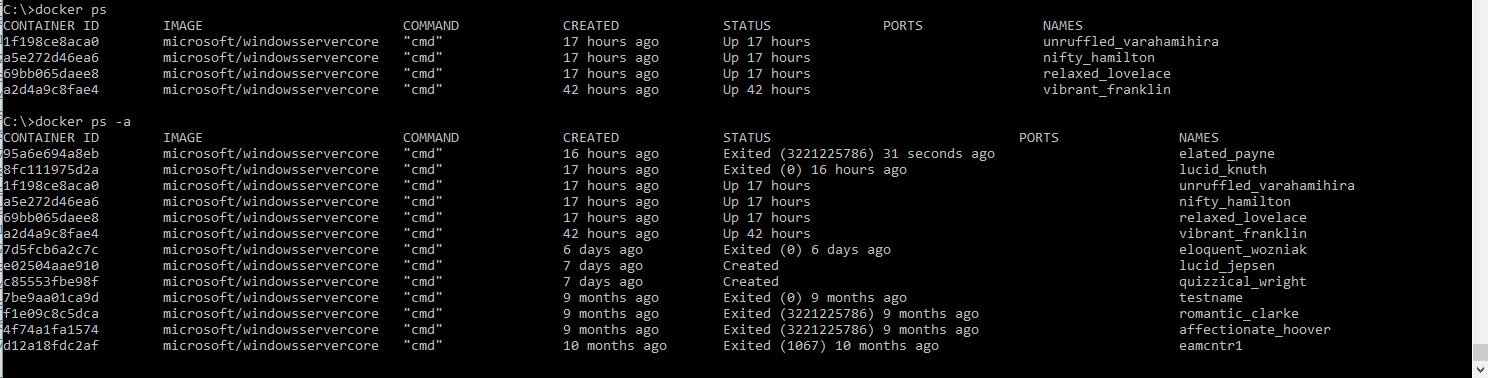 C:\>docker ps
CONTAINER ID IMAGE COMMAND CREATED STATUS PORTS NAMES
1f198ce8aca0 microsoft/windowsservercore "cmd" 17 hours ago Up 17 hours unruffled_varahamihira
a5e272d46ea6 microsoft/windowsservercore "cmd" 17 hours ago Up 17 hours nifty_hamilton
69bb065daee8 microsoft/windowsservercore "cmd" 17 hours ago Up 17 hours relaxed_lovelace
a2d4a9c8fae4 microsoft/windowsservercore "cmd" 42 hours ago Up 42 hours vibrant_franklin
C:\>docker ps -a
CONTAINER ID IMAGE COMMAND CREATED STATUS PORTS NAMES
95a6e694a8eb microsoft/windowsservercore "cmd" 16 hours ago Exited (3221225786) 31 seconds ago elated_payne
8fc111975d2a microsoft/windowsservercore "cmd" 17 hours ago Exited (0) 16 hours ago lucid_knuth
1f198ce8aca0 microsoft/windowsservercore "cmd" 17 hours ago Up 17 hours unruffled_varahamihira
a5e272d46ea6 microsoft/windowsservercore "cmd" 17 hours ago Up 17 hours nifty_hamilton
69bb065daee8 microsoft/windowsservercore "cmd" 17 hours ago Up 17 hours relaxed_lovelace
a2d4a9c8fae4 microsoft/windowsservercore "cmd" 42 hours ago Up 42 hours vibrant_franklin
7d5fcb6a2c7c microsoft/windowsservercore "cmd" 6 days ago Exited (0) 6 days ago eloquent_wozniak
e02504aae910 microsoft/windowsservercore "cmd" 7 days ago Created lucid_jepsen
c85553fbe98f microsoft/windowsservercore "cmd" 7 days ago Created quizzical_wright
7be9aa01ca9d microsoft/windowsservercore "cmd" 9 months ago Exited (0) 9 months ago testname
f1e09c8c5dca microsoft/windowsservercore "cmd" 9 months ago Exited (3221225786) 9 months ago romantic_clarke
4f74a1fa1574 microsoft/windowsservercore "cmd" 9 months ago Exited (3221225786) 9 months ago affectionate_hoover
d12a18fdc2af microsoft/windowsservercore "cmd" 10 months ago Exited (1067) 10 months ago eamcntr1